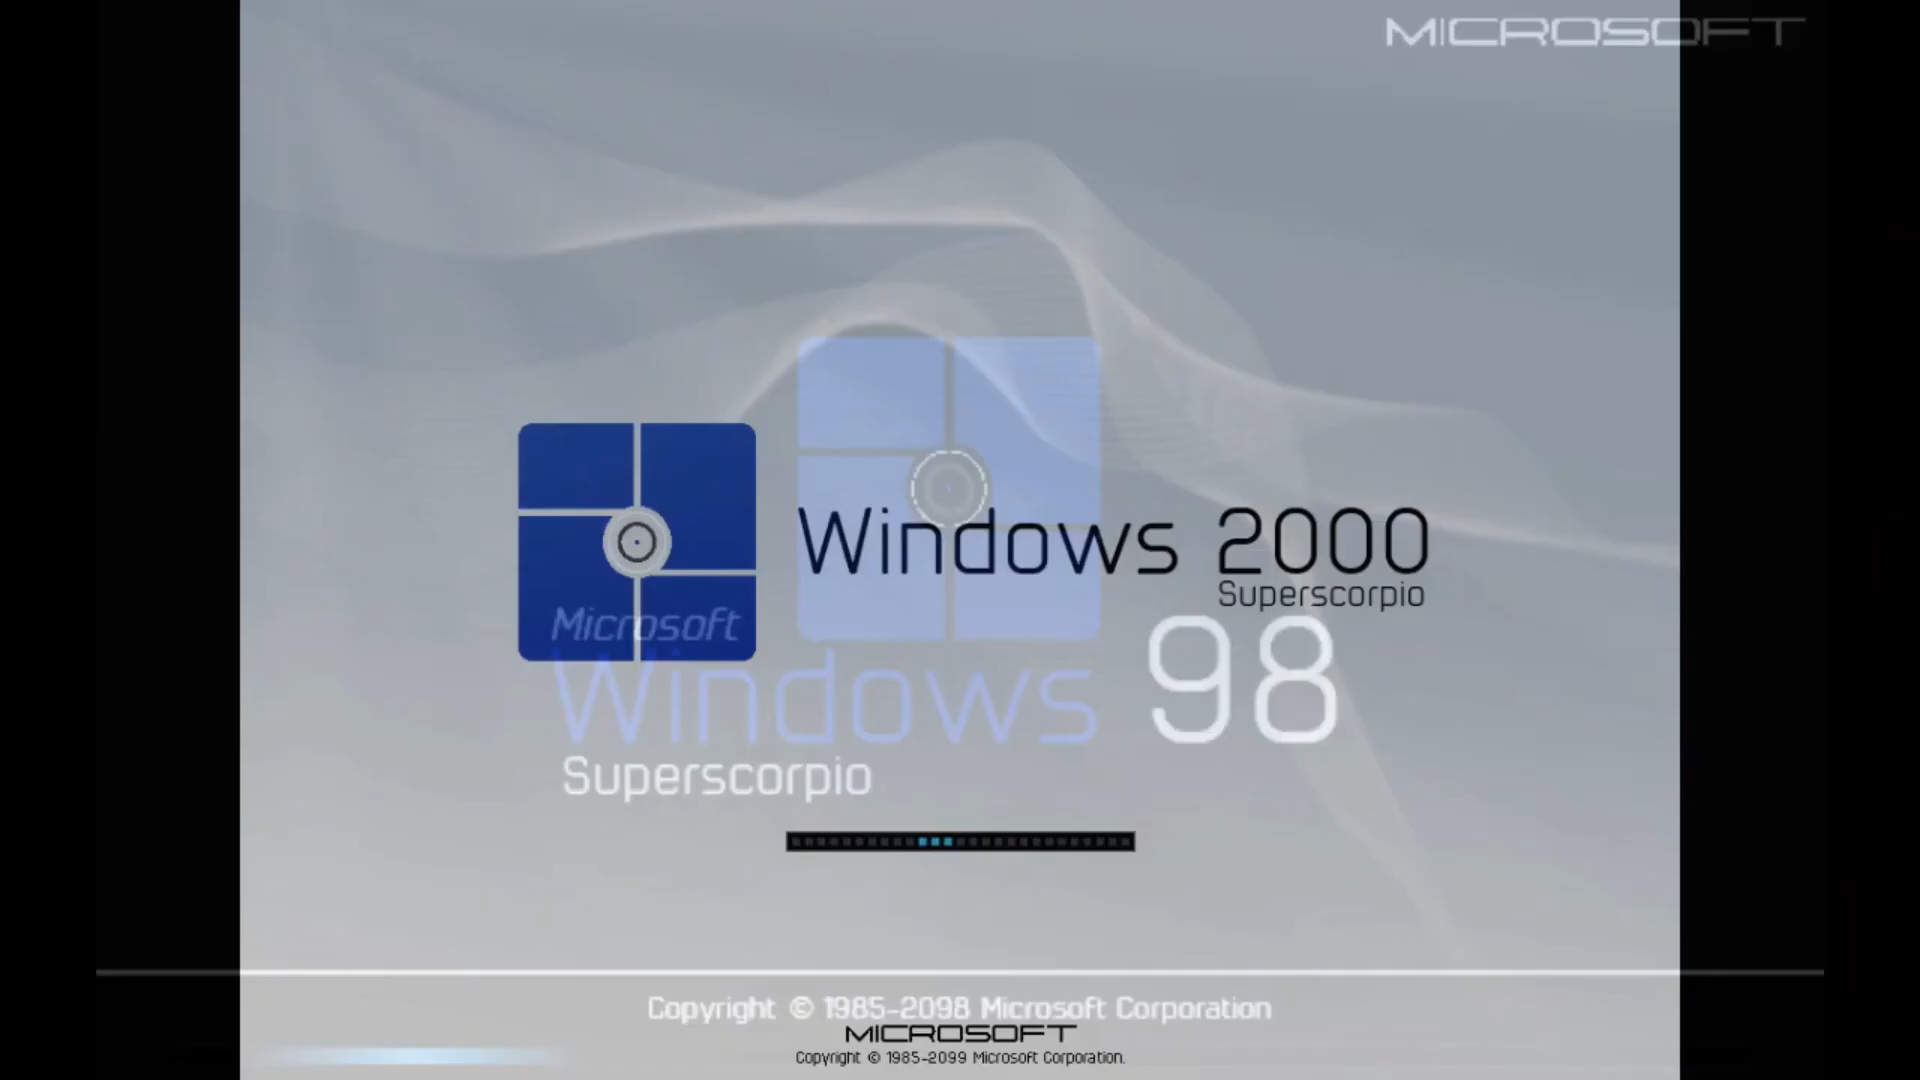 MICROSOFT
Windows 2000
Superscorpio
Microsoft
Windows 98
Superscorpio
Copyright © 1985-2098 Microsoft Corporation
MICROSOFT
Copyright © 1985-2099 Microsoft Corporation.